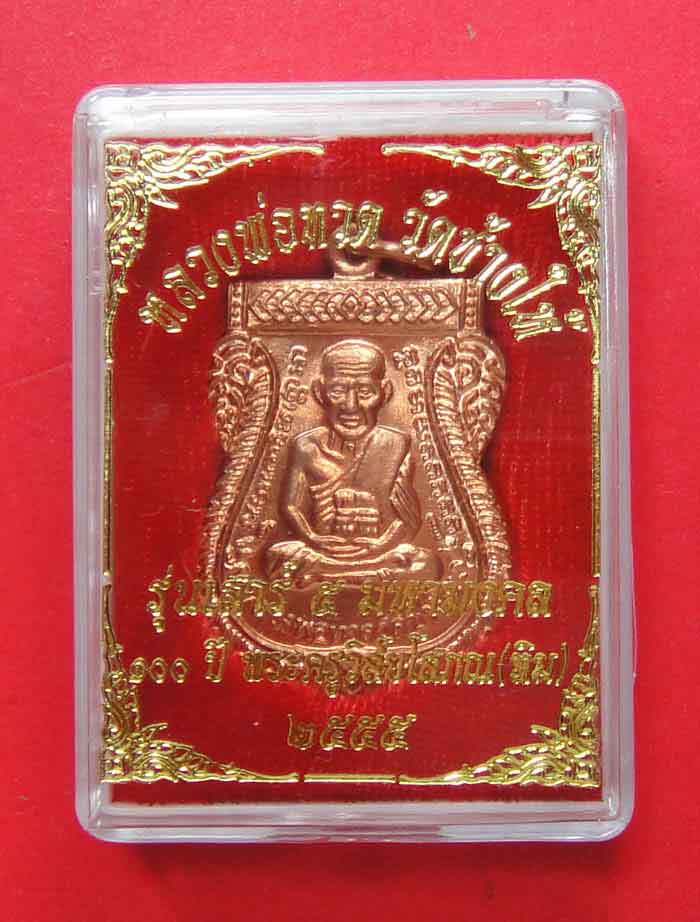 หลวงพ่อทวด วัดช้างให้
รุ่นเสาร์ ๕ มหามงคล
๑๐๐ ปี พระครูวิสัยโสภณ(ทิม)
๒๕๕๕